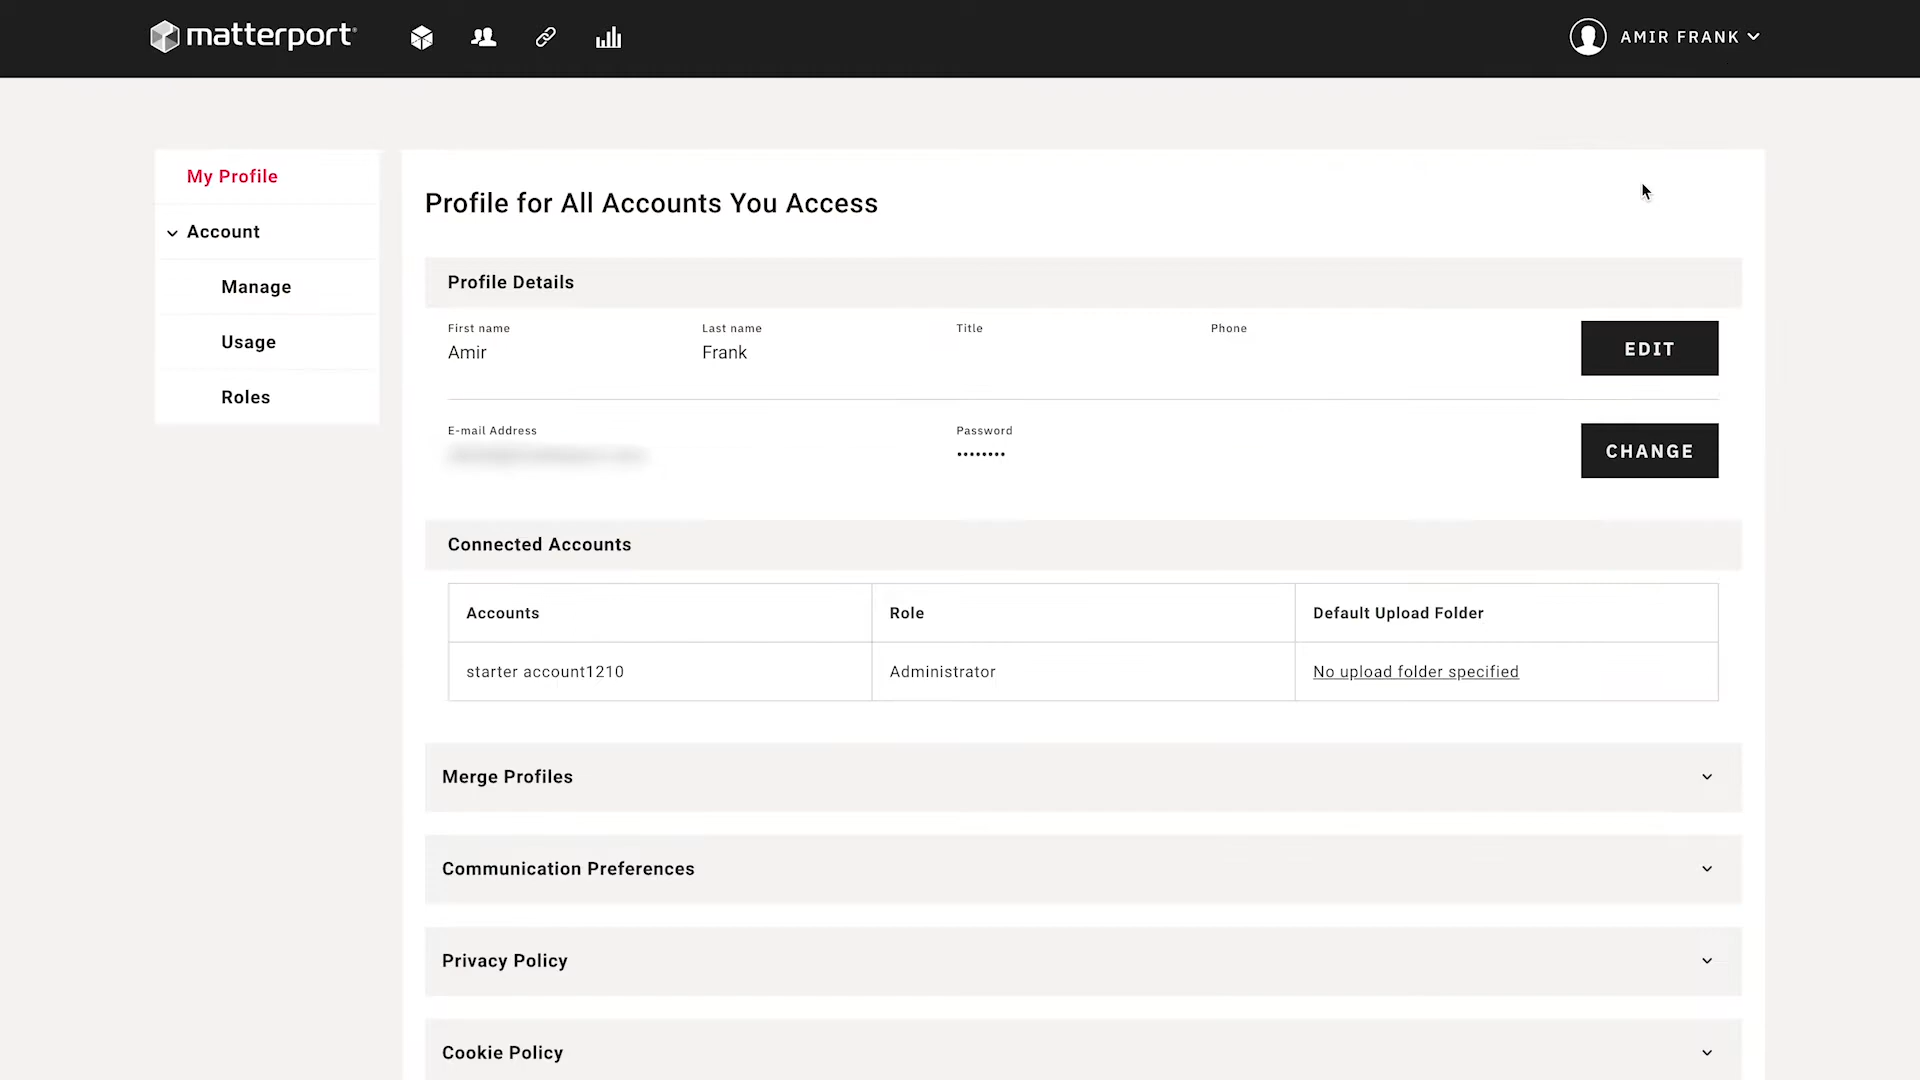 matterport
AMIR FRANK
My Profile
Account
Manage
Usage
Roles
Profile for All Accounts You Access
Profile Details
First name
Last name
Title
Phone
Amir
Frank
EDIT
E-mail Address
Password
••••••••
CHANGE
Connected Accounts
Accounts
Role
Default Upload Folder
starter account1210
Administrator
No upload folder specified
Merge Profiles
Communication Preferences
Privacy Policy
Cookie Policy